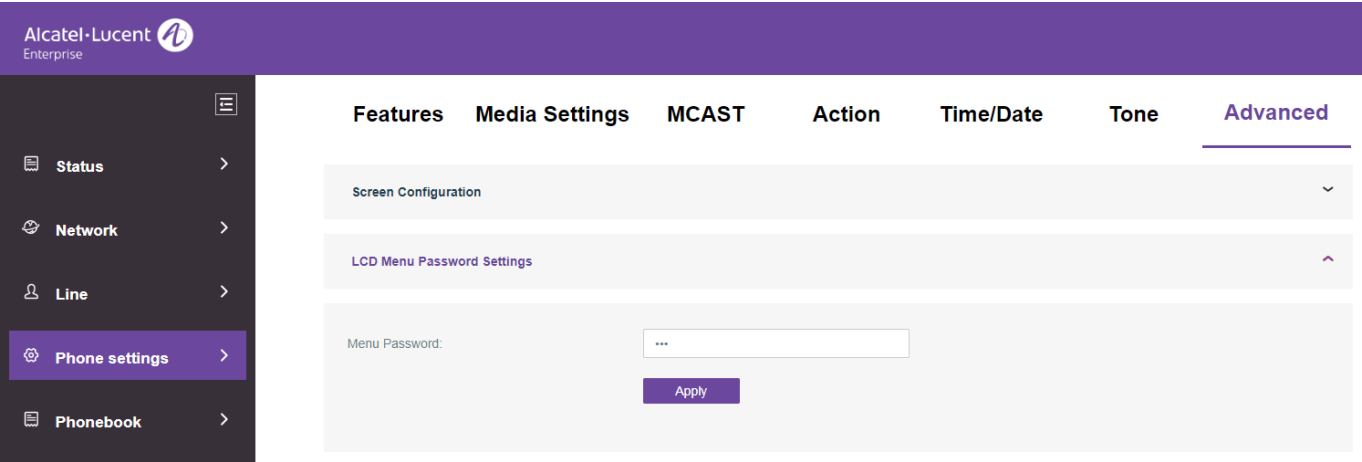 Alcatel·Lucent
Enterprise
Features Media Settings MCAST Action Time/Date Tone Advanced
Status
Network
Line
Phone settings
Phonebook
Screen Configuration
LCD Menu Password Settings
Menu Password: •••
Apply